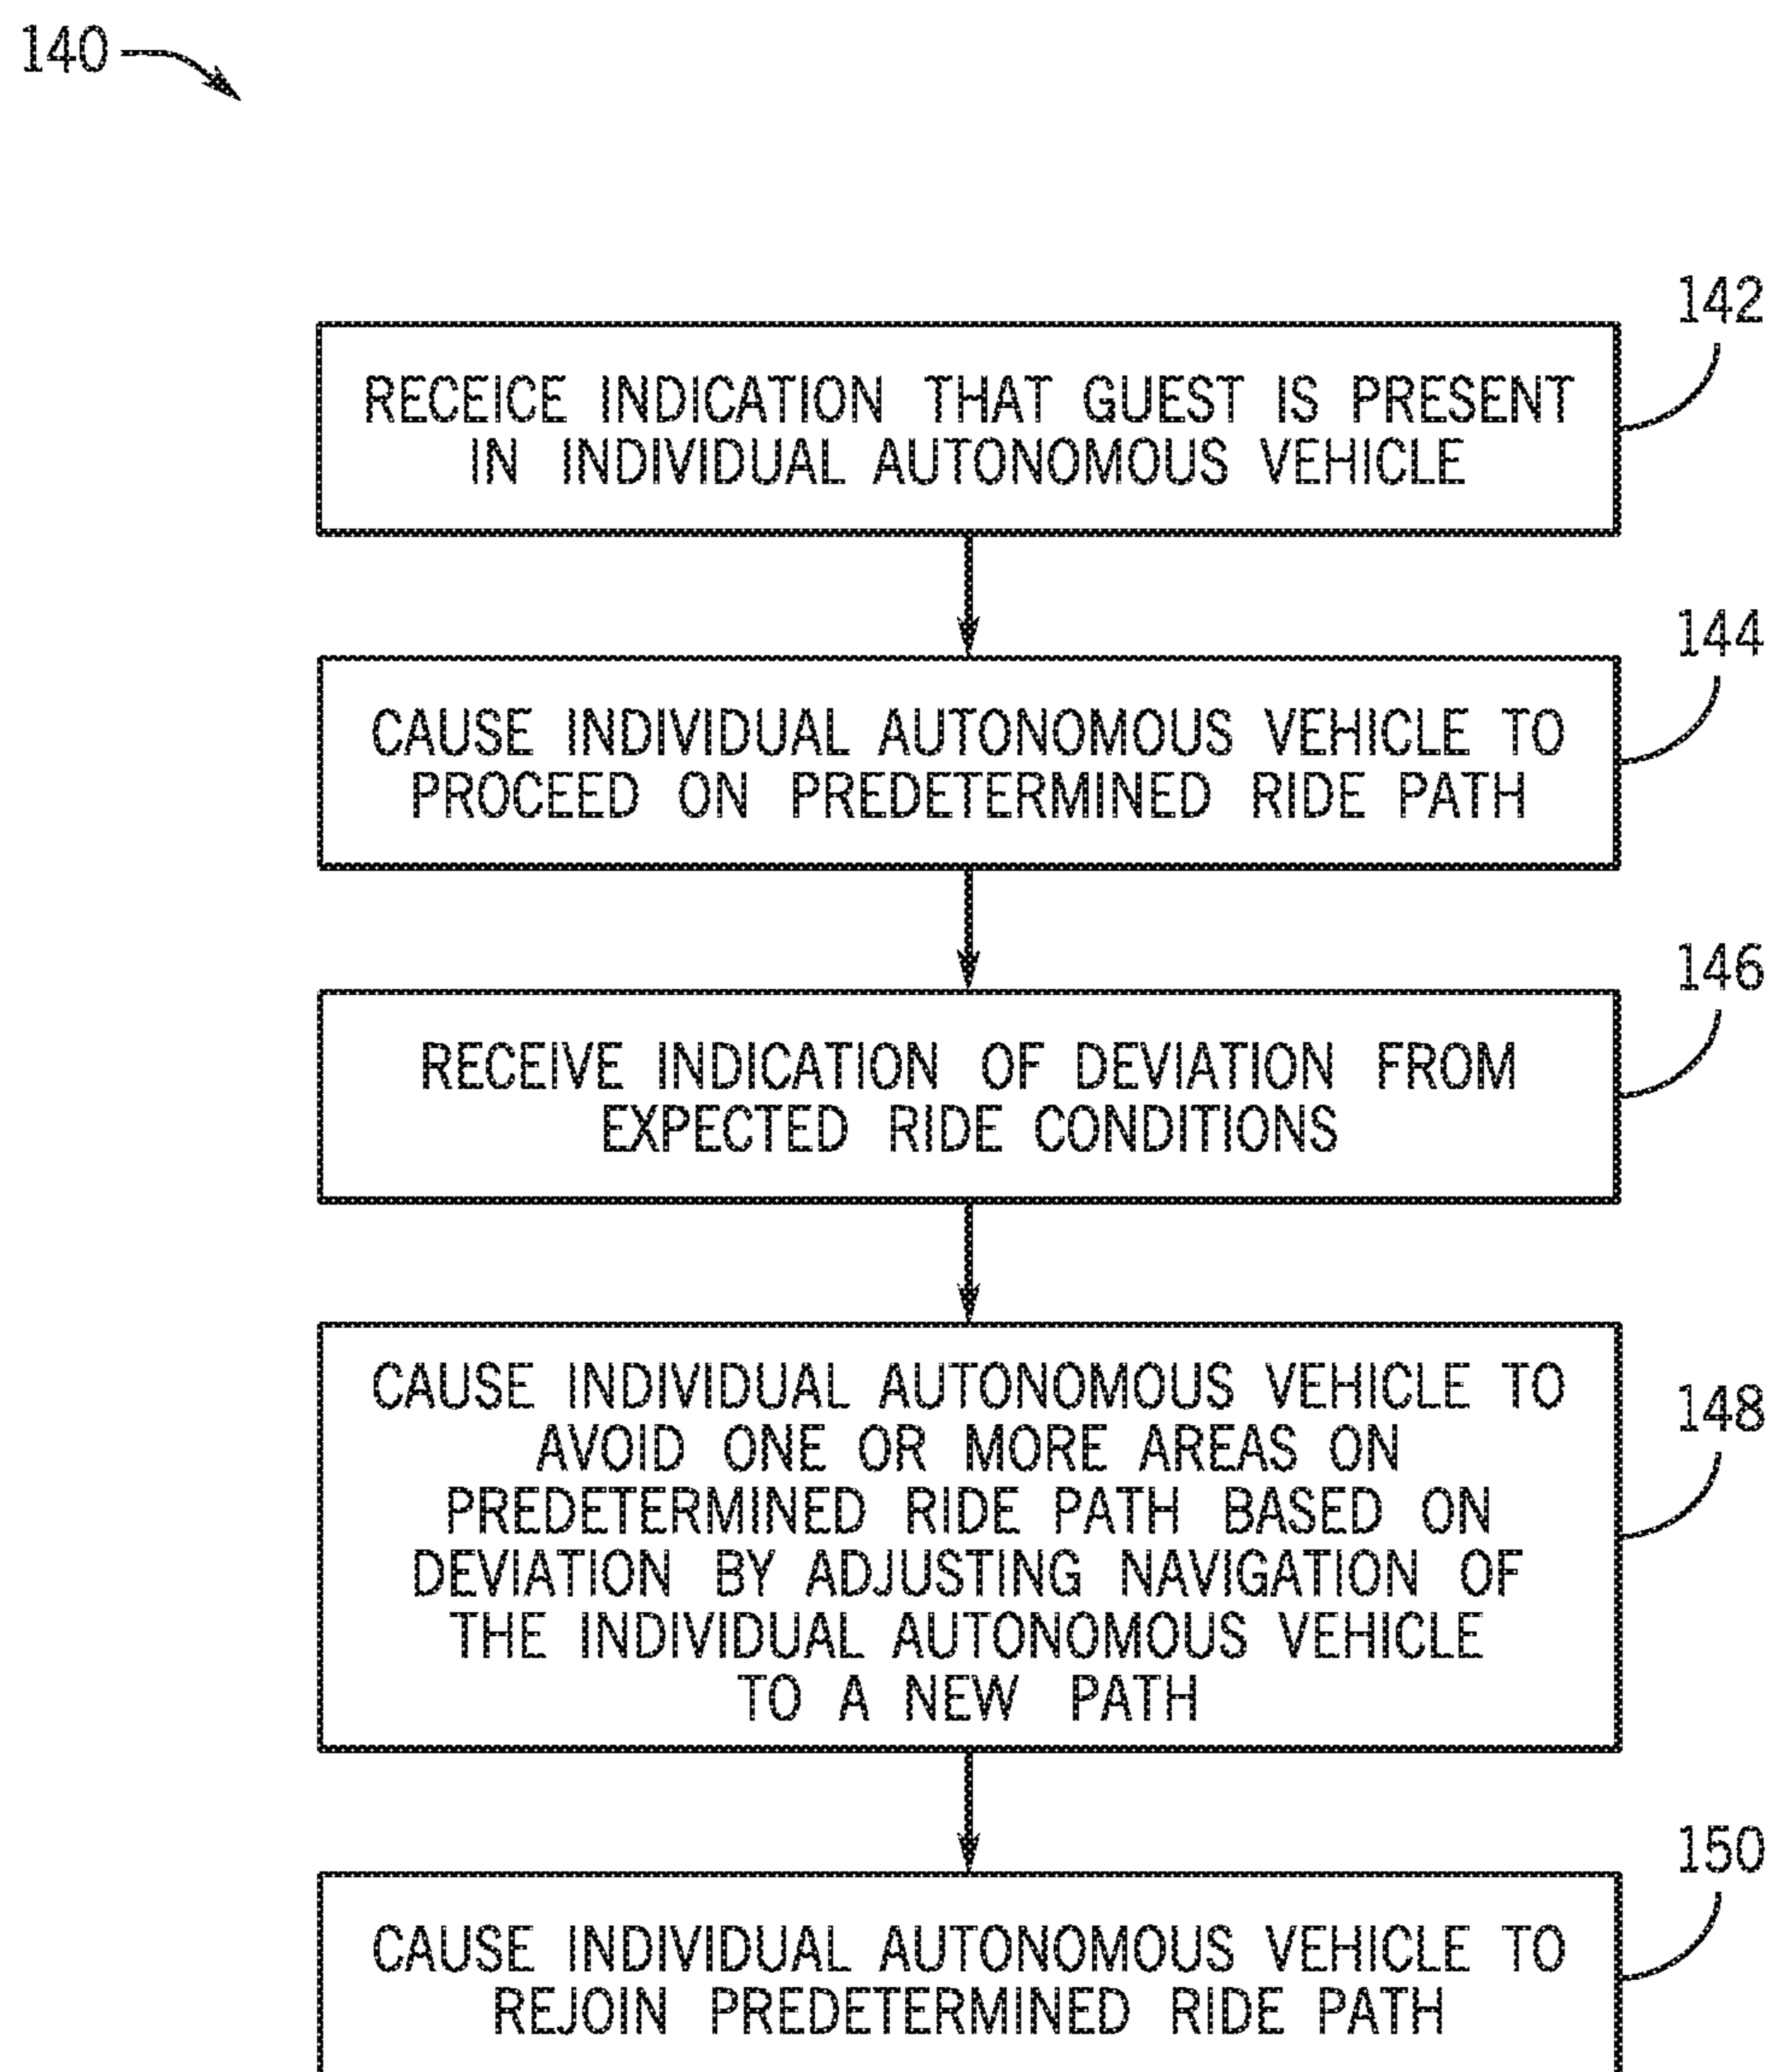 140
142
RECEICE INDICATION THAT GUEST IS PRESENT
IN INDIVIDUAL AUTONOMOUS VEHICLE
144
CAUSE INDIVIDUAL AUTONOMOUS VEHICLE TO
PROCEED ON PREDETERMINED RIDE PATH
146
RECEIVE INDICATION OF DEVIATION FROM
EXPECTED RIDE CONDITIONS
148
CAUSE INDIVIDUAL AUTONOMOUS VEHICLE TO
AVOID ONE OR MORE AREAS ON
PREDETERMINED RIDE PATH BASED ON
DEVIATION BY ADJUSTING NAVIGATION OF
THE INDIVIDUAL AUTONOMOUS VEHICLE
TO A NEW PATH
150
CAUSE INDIVIDUAL AUTONOMOUS VEHICLE TO
REJOIN PREDETERMINED RIDE PATH